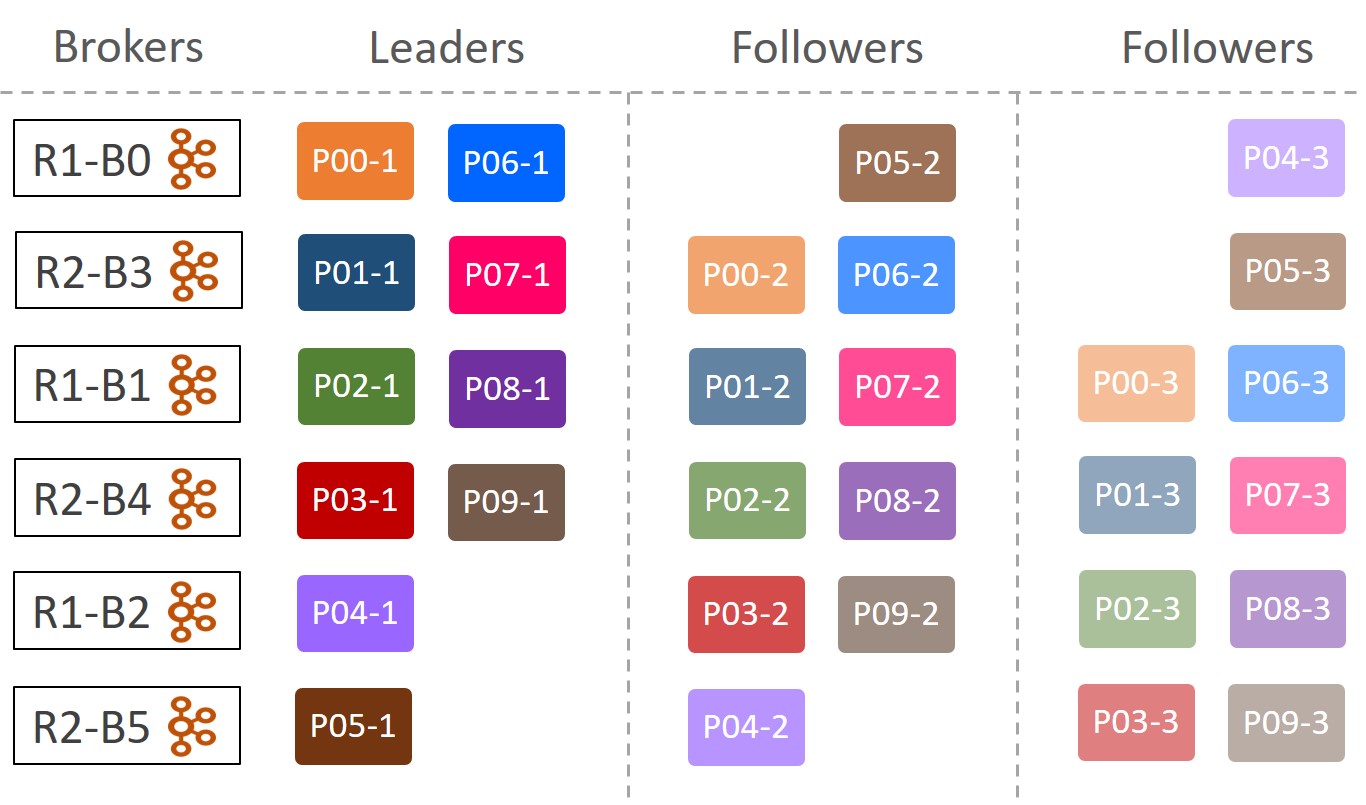 Brokers Leaders Followers Followers
R1-B0 P00-1 P06-1 P05-2 P04-3
R2-B3 P01-1 P07-1 P00-2 P06-2 P05-3
R1-B1 P02-1 P08-1 P01-2 P07-2 P00-3 P06-3
R2-B4 P03-1 P09-1 P02-2 P08-2 P01-3 P07-3
R1-B2 P04-1 P03-2 P09-2 P02-3 P08-3
R2-B5 P05-1 P04-2 P03-3 P09-3